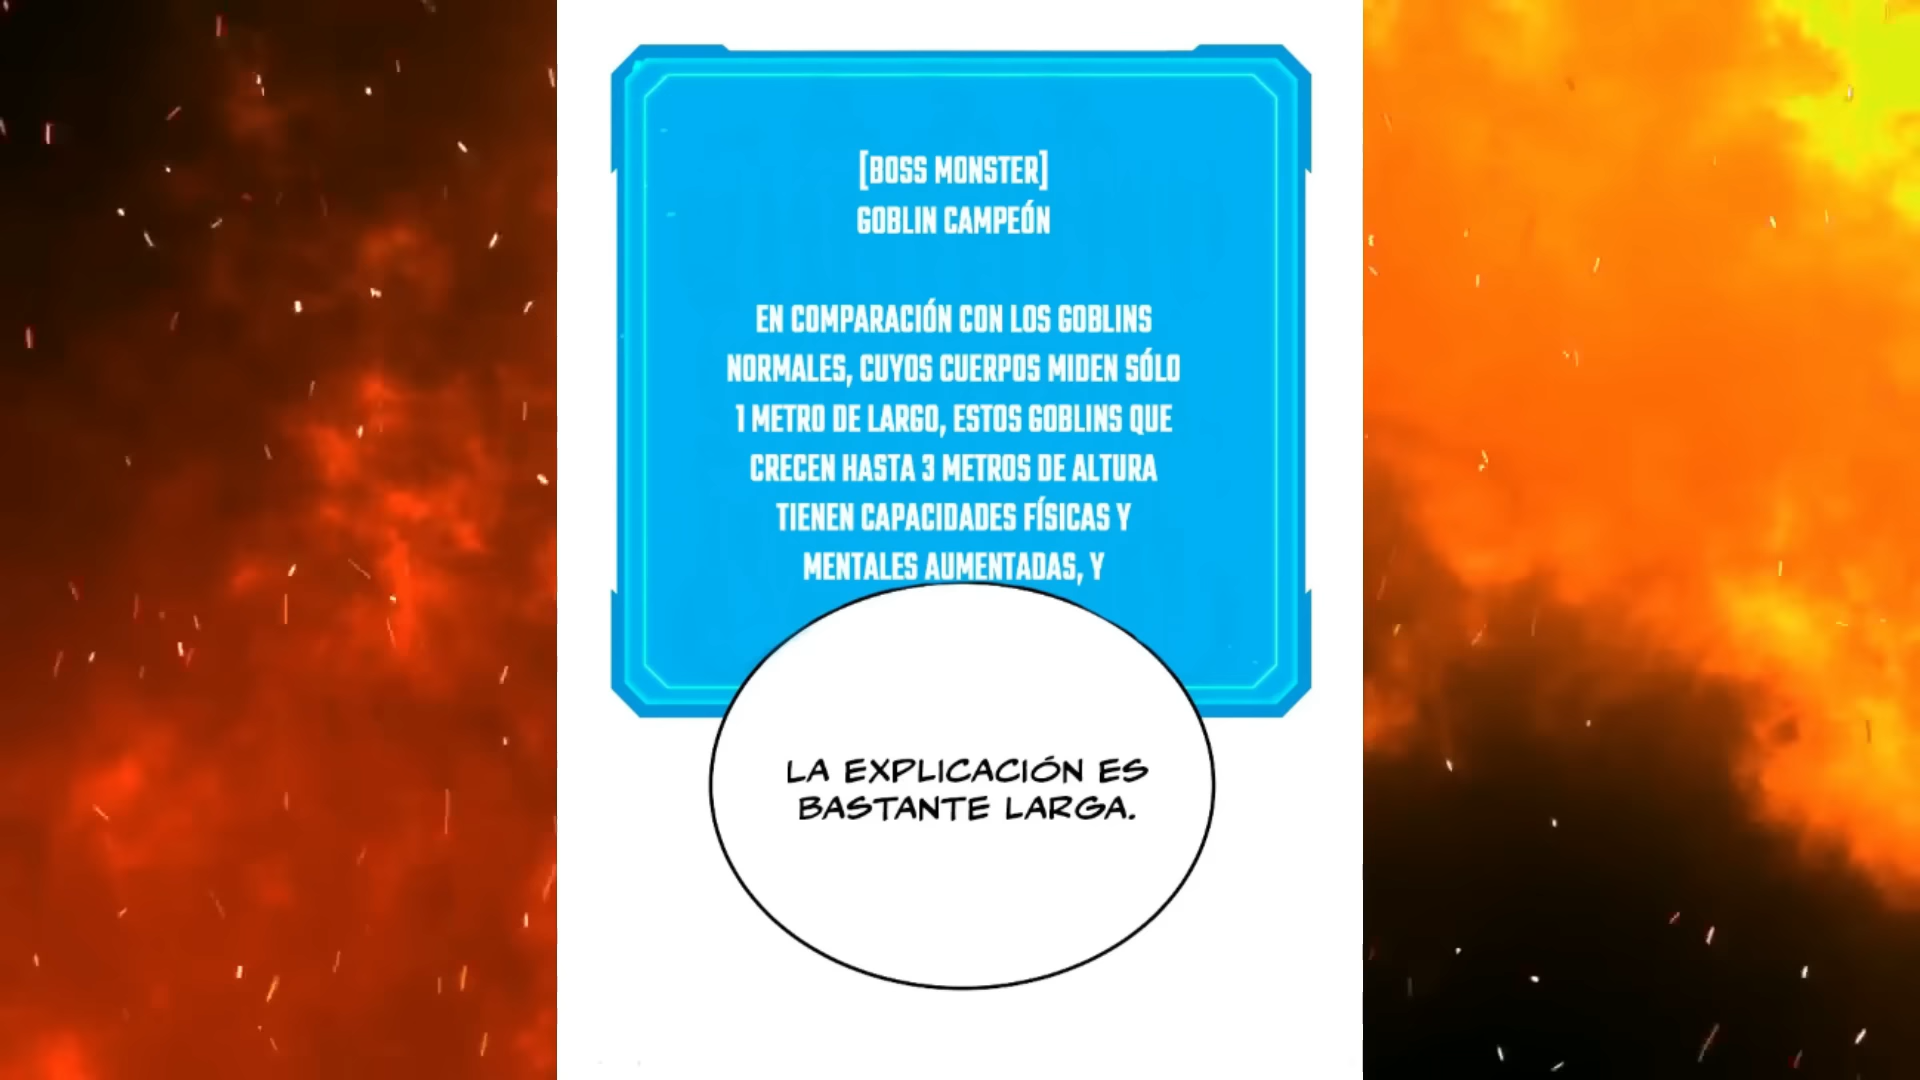 [BOSS MONSTER]
GOBLIN CAMPEÓN
EN COMPARACIÓN CON LOS GOBLINS
NORMALES, CUYOS CUERPOS MIDEN SÓLO
1 METRO DE LARGO, ESTOS GOBLINS QUE
CRECEN HASTA 3 METROS DE ALTURA
TIENEN CAPACIDADES FÍSICAS Y
MENTALES AUMENTADAS, Y
LA EXPLICACIÓN ES
BASTANTE LARGA.